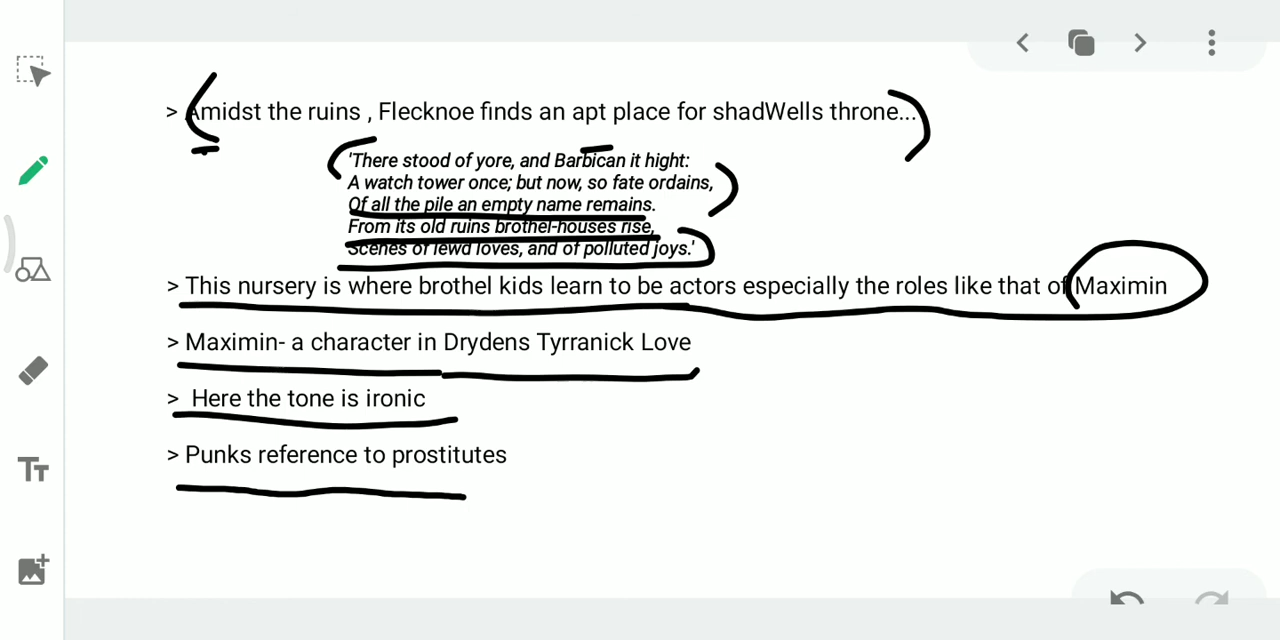 > Amidst the ruins , Flecknoe finds an apt place for shadWells throne...
'There stood of yore, and Barbican it hight:
A watch tower once; but now, so fate ordains,
Of all the pile an empty name remains.
From its old ruins brothel-houses rise,
Scenes of lewd loves, and of polluted joys.'
> This nursery is where brothel kids learn to be actors especially the roles like that of Maximin
> Maximin- a character in Drydens Tyrranick Love
> Here the tone is ironic
> Punks reference to prostitutes
TT